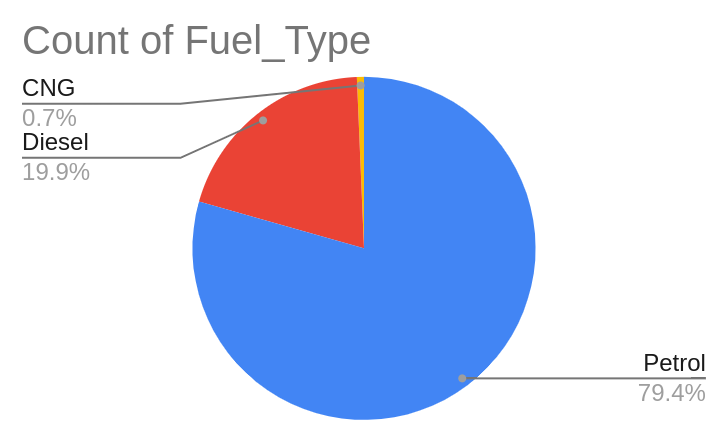 Count of Fuel_Type
CNG
0.7%
Diesel
19.9%
Petrol
79.4%